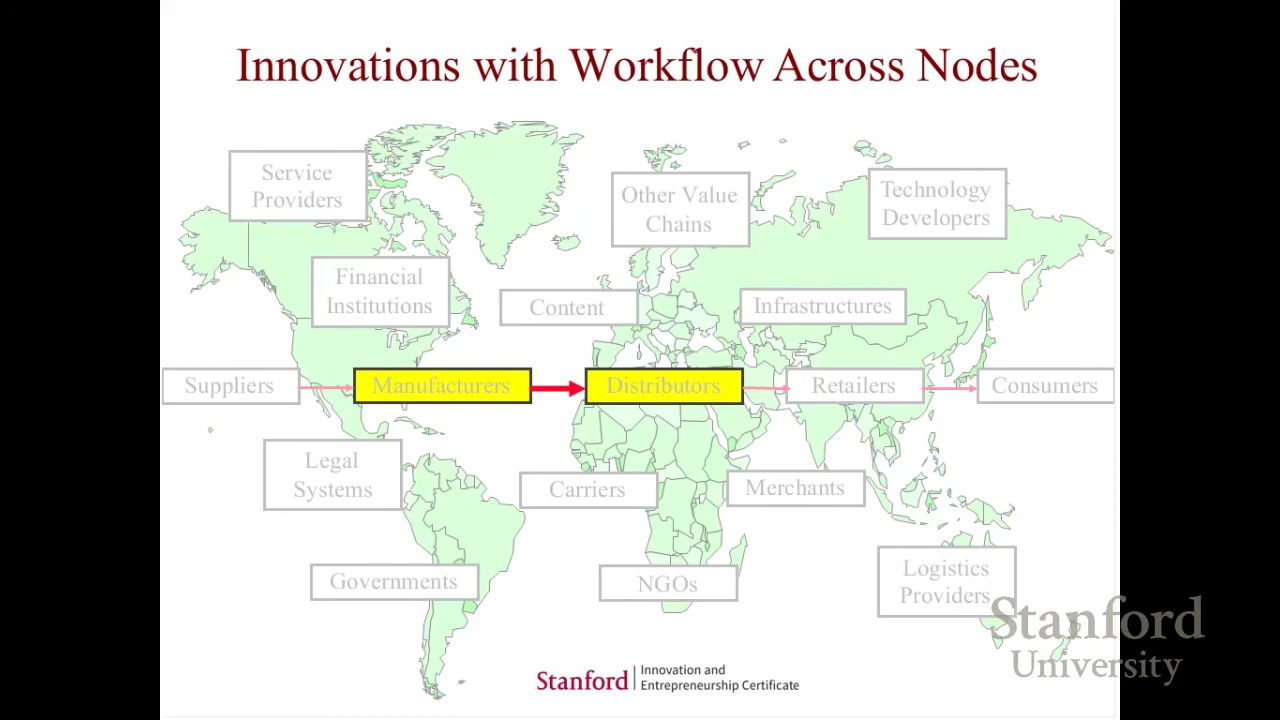 Innovations with Workflow Across Nodes
Service
Providers
Other Value
Chains
Technology
Developers
Financial
Institutions
Content
Infrastructures
Suppliers
Manufacturers
Distributors
Retailers
Consumers
Legal
Systems
Carriers
Merchants
Governments
NGOs
Logistics
Providers
Stanford
University
Stanford
Innovation and
Entrepreneurship Certificate